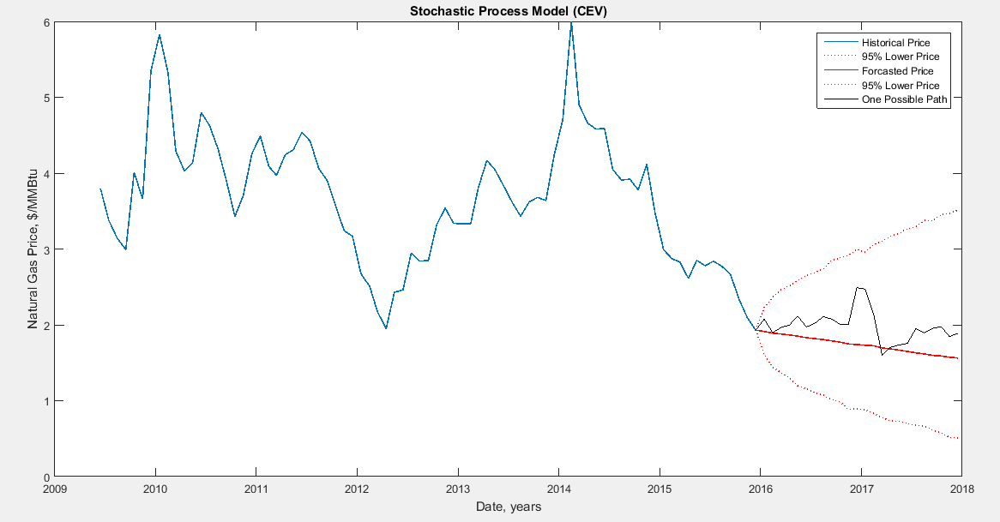 Stochastic Process Model (CEV)
Historical Price
95% Lower Price
Forcasted Price
95% Lower Price
One Possible Path
Natural Gas Price, $/MMBtu
6
5
4
3
2
1
0
2009 2010 2011 2012 2013 2014 2015 2016 2017 2018
Date, years